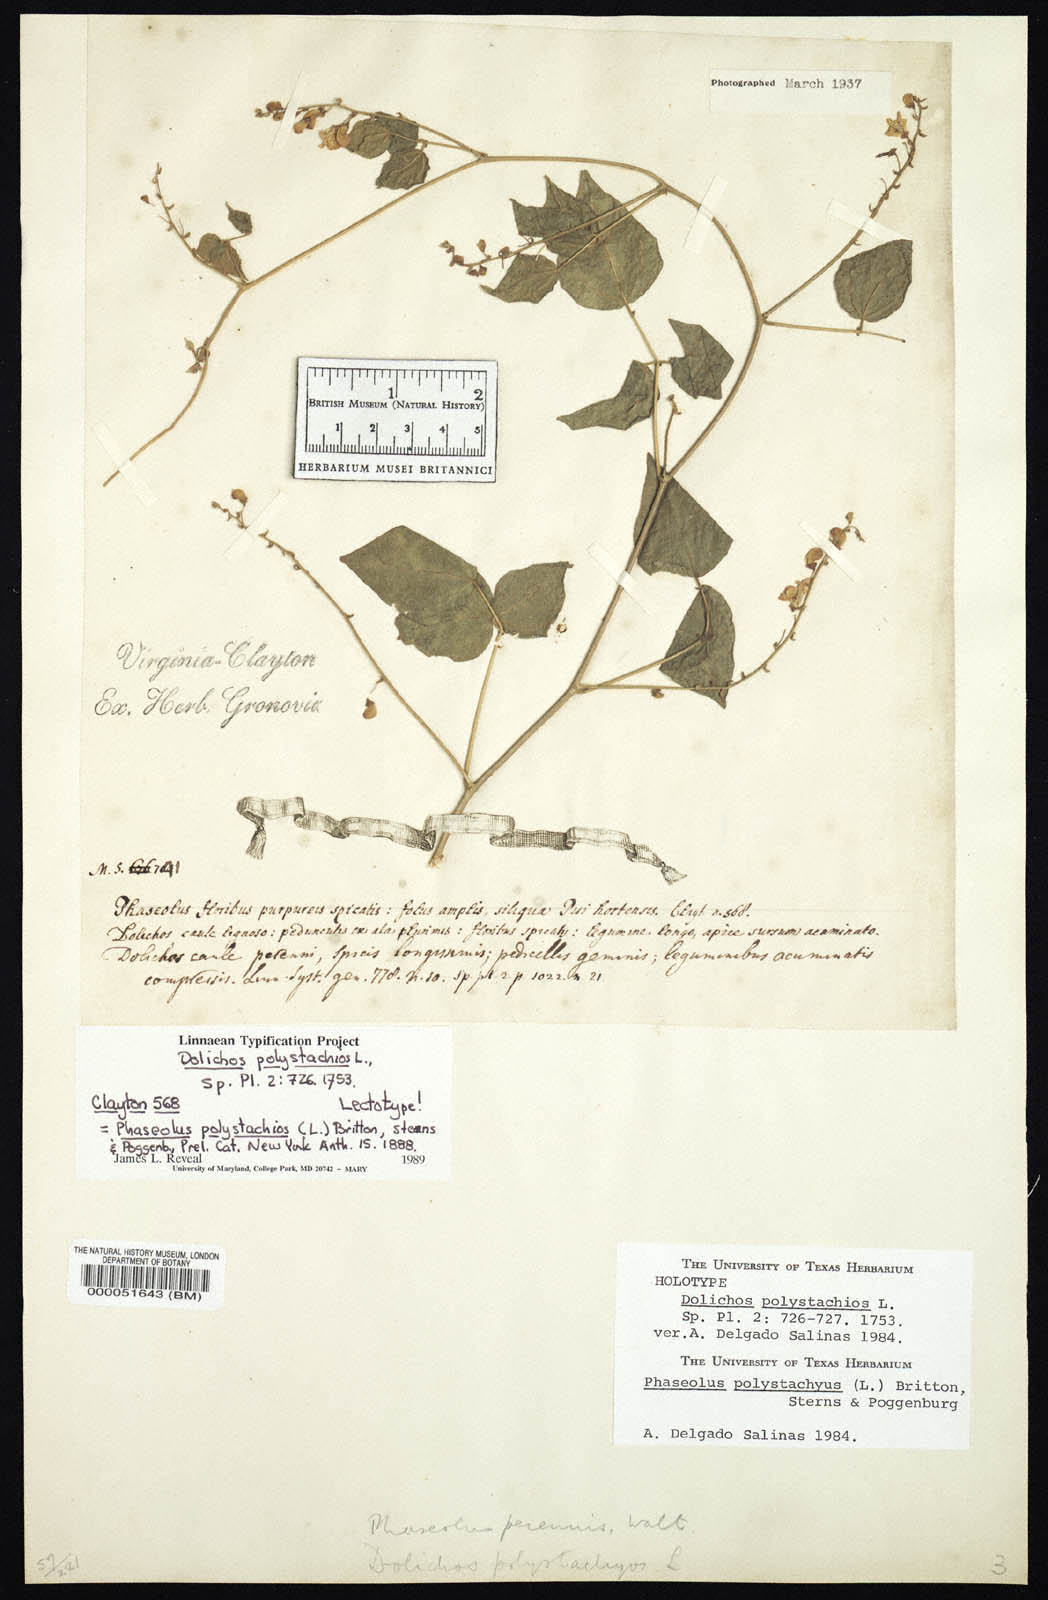 Photographed March 1937
1 2
BRITISH MUSEUM (NATURAL HISTORY)
1 2 3 4 5
HERBARIUM MUSEI BRITANNICI
Virginia-Clayton
Ex. Herb. Gronovii
M. S. 741
Phaseolus floribus purpureis spicatis: foliis amplis, siliqua Pisi hortensis. Clayt. n. 568.
Dolichos caule lignoso: pedunculis ex alis plurimis: floribus spicatis: legumine longo, apice sursum acuminato.
Dolichos caule perenni, spicis longissimis; pedicellis geminis; leguminibus acuminatis
compressis. Linn. Syst. gen. 778. n. 10. Sp. pl. 2 p. 1022. n. 21.
Linnaean Typification Project
Dolichos polystachios L.,
Sp. Pl. 2: 726. 1753.
Clayton 568 Lectotype!
= Phaseolus polystachios (L.) Britton, Sterns
& Poggenb., Prel. Cat. New York Anth. 15. 1888.
James L. Reveal 1989
University of Maryland, College Park, MD 20742 – MARY
THE NATURAL HISTORY MUSEUM, LONDON
DEPARTMENT OF BOTANY
000051643 (BM)
THE UNIVERSITY OF TEXAS HERBARIUM
HOLOTYPE
Dolichos polystachios L.
Sp. Pl. 2: 726-727. 1753.
ver.A. Delgado Salinas 1984.
THE UNIVERSITY OF TEXAS HERBARIUM
Phaseolus polystachyus (L.) Britton,
Sterns & Poggenburg
A. Delgado Salinas 1984.
Phaseolus perennis, Walt.
Dolichos polystachyos L
3